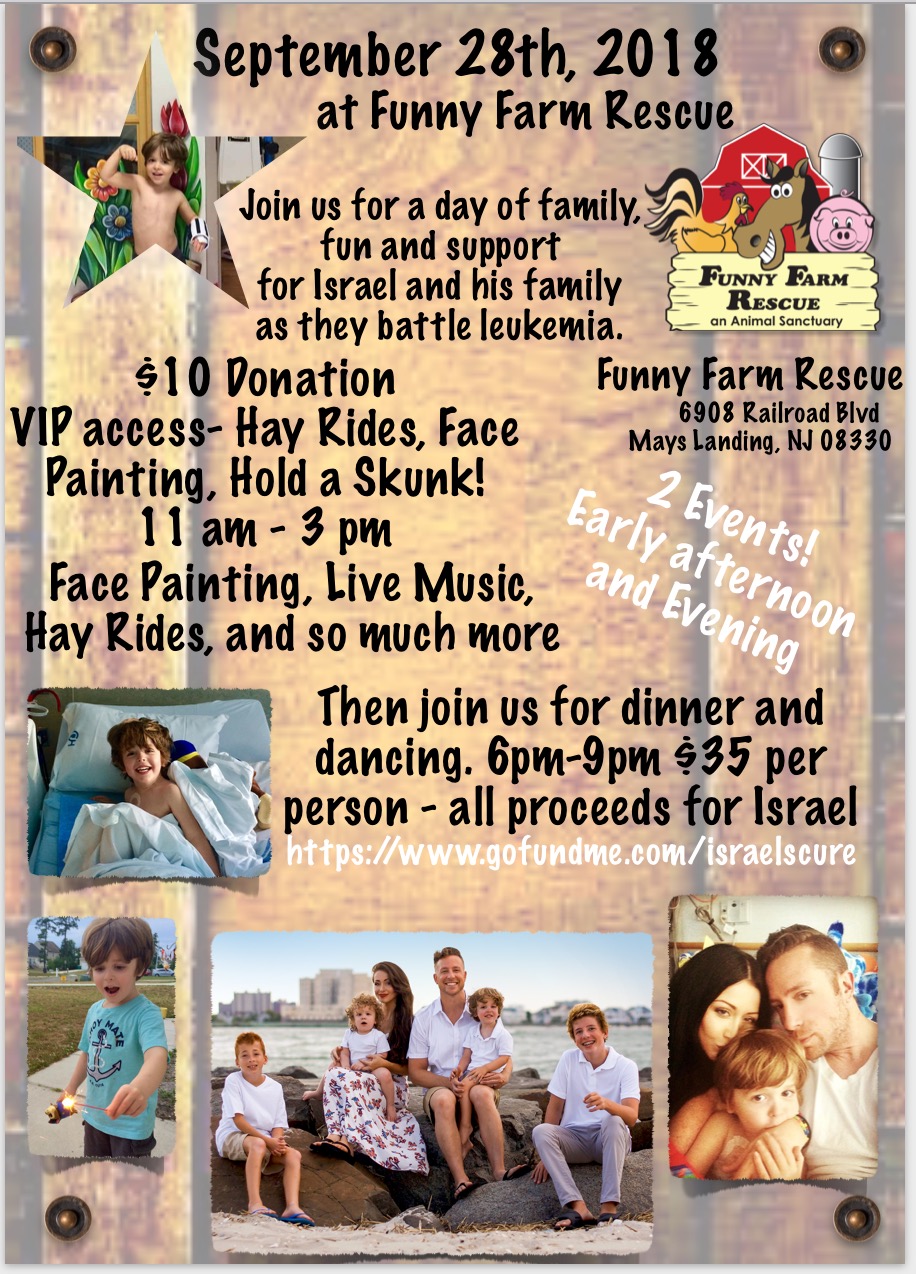 September 28th, 2018
at Funny Farm Rescue
Join us for a day of family,
fun and support
for Israel and his family
as they battle leukemia.
FUNNY FARM
RESCUE
an Animal Sanctuary
$10 Donation
VIP access- Hay Rides, Face
Painting, Hold a Skunk!
11 am - 3 pm
Face Painting, Live Music,
Hay Rides, and so much more
Funny Farm Rescue
6908 Railroad Blvd
Mays Landing, NJ 08330
2 Events!
Early afternoon
and Evening
Then join us for dinner and
dancing. 6pm-9pm $35 per
person - all proceeds for Israel
https://www.gofundme.com/israelscure
MATE